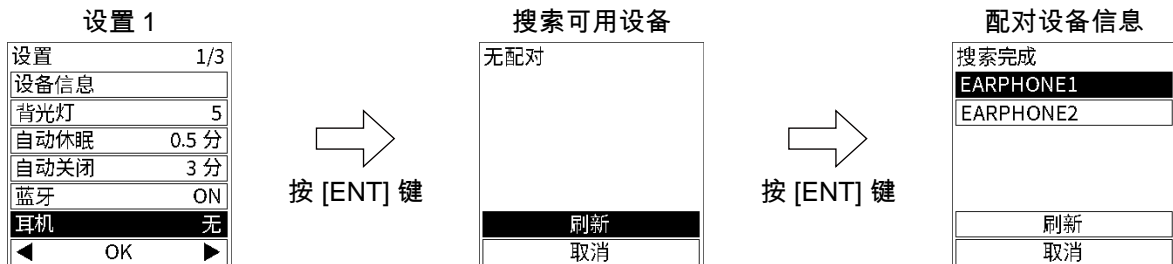 设置 1
设置 1/3
设备信息
背光灯 5
自动休眠 0.5 分
自动关闭 3 分
蓝牙 ON
耳机 无
◀ OK ▶
按 [ENT] 键
搜索可用设备
无配对
刷新
取消
按 [ENT] 键
配对设备信息
搜索完成
EARPHONE1
EARPHONE2
刷新
取消